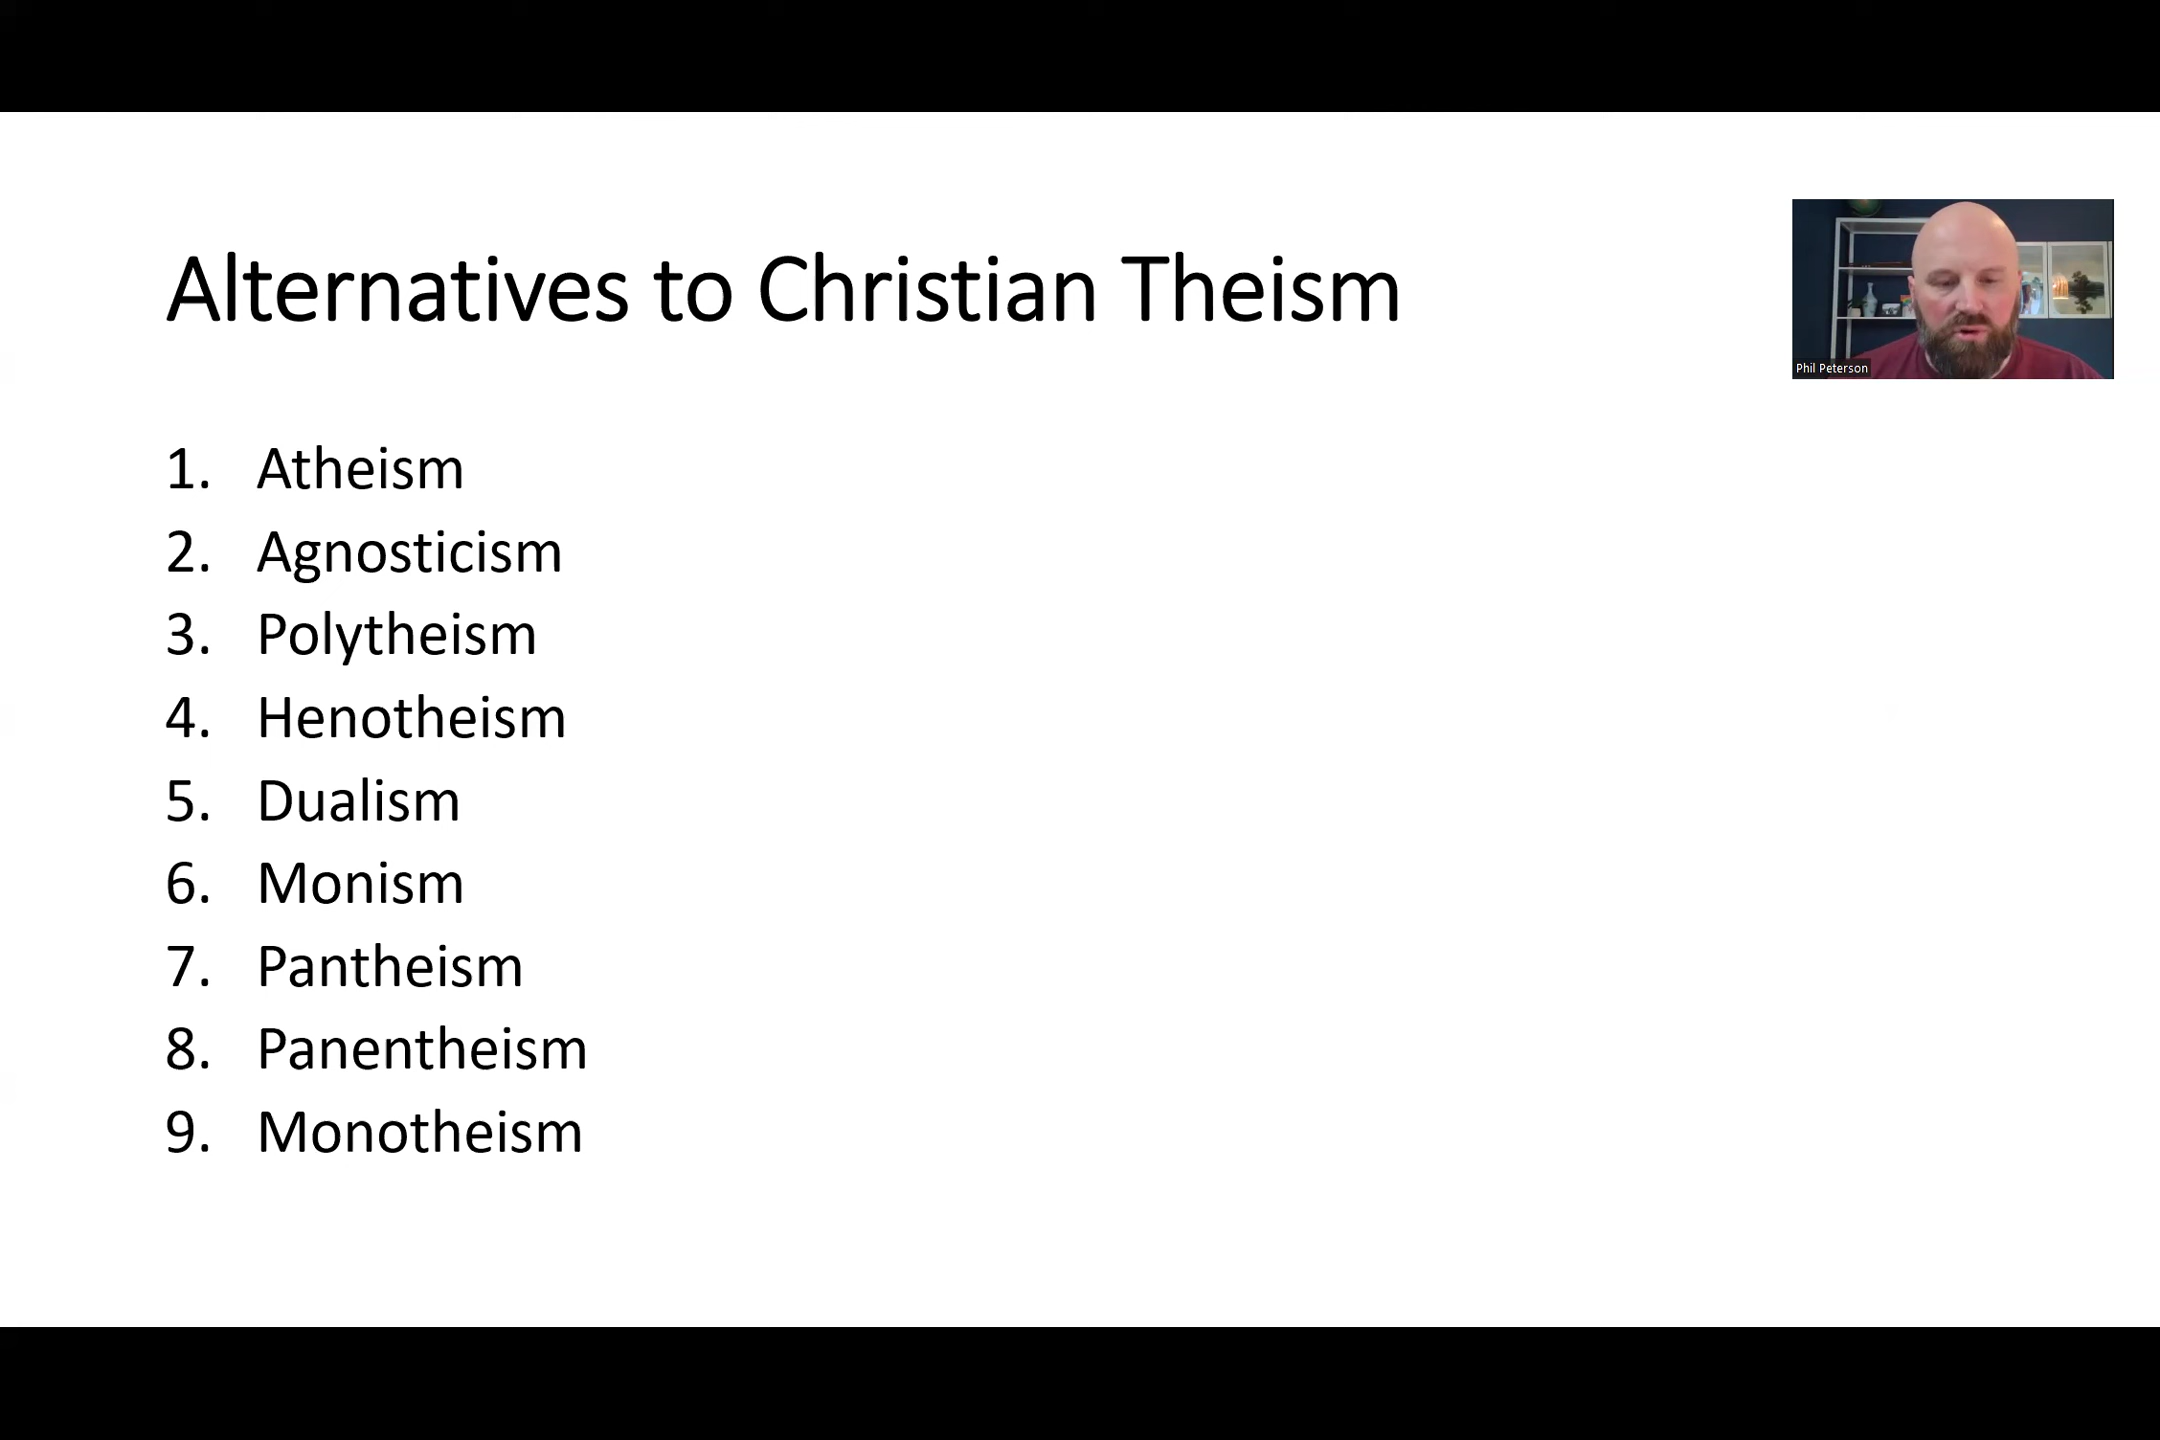 Alternatives to Christian Theism
Phil Peterson
1. Atheism
2. Agnosticism
3. Polytheism
4. Henotheism
5. Dualism
6. Monism
7. Pantheism
8. Panentheism
9. Monotheism